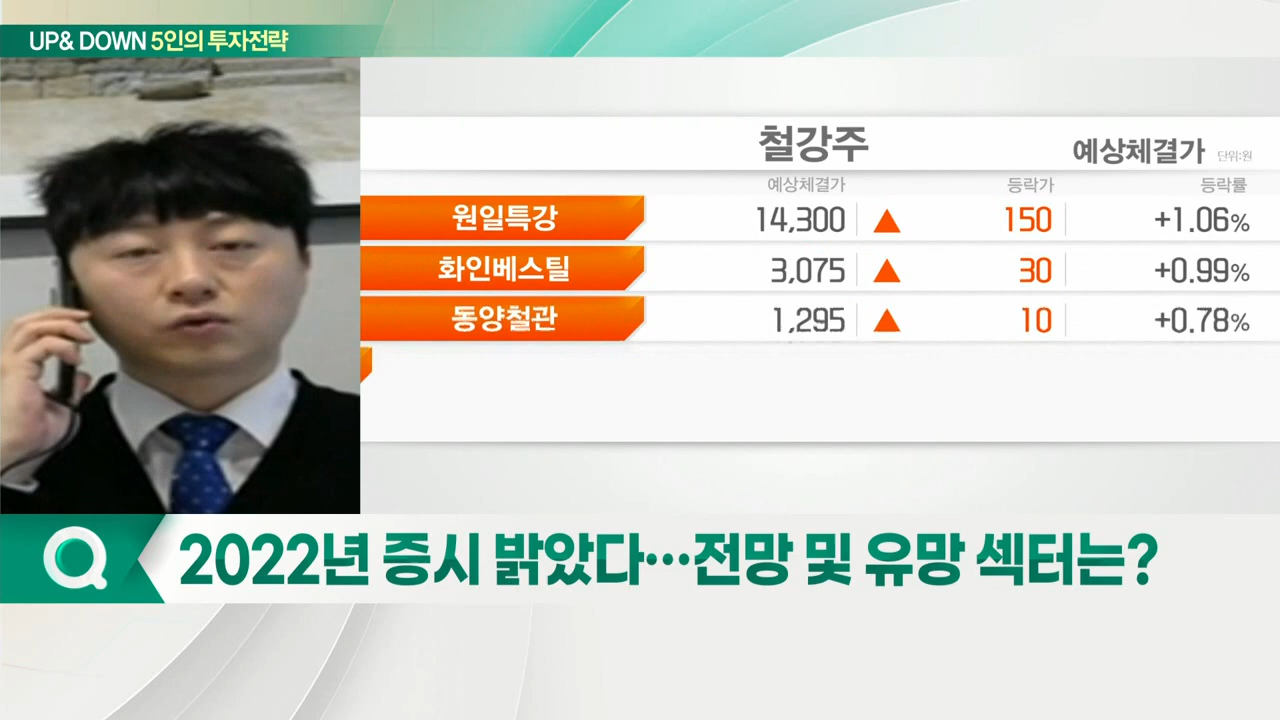 UP& DOWN 5인의 투자전략
철강주 예상체결가 단위:원
예상체결가 등락가 등락률
원일특강 14,300 ▲ 150 +1.06%
화인베스틸 3,075 ▲ 30 +0.99%
동양철관 1,295 ▲ 10 +0.78%
Q 2022년 증시 밝았다…전망 및 유망 섹터는?